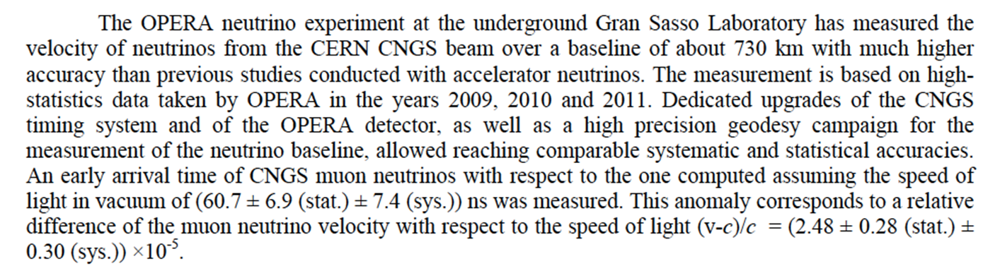 The OPERA neutrino experiment at the underground Gran Sasso Laboratory has measured the
velocity of neutrinos from the CERN CNGS beam over a baseline of about 730 km with much higher
accuracy than previous studies conducted with accelerator neutrinos. The measurement is based on high-
statistics data taken by OPERA in the years 2009, 2010 and 2011. Dedicated upgrades of the CNGS
timing system and of the OPERA detector, as well as a high precision geodesy campaign for the
measurement of the neutrino baseline, allowed reaching comparable systematic and statistical accuracies.
An early arrival time of CNGS muon neutrinos with respect to the one computed assuming the speed of
light in vacuum of (60.7 ± 6.9 (stat.) ± 7.4 (sys.)) ns was measured. This anomaly corresponds to a relative
difference of the muon neutrino velocity with respect to the speed of light (v-c)/c = (2.48 ± 0.28 (stat.) ±
0.30 (sys.)) ×10⁻⁵.